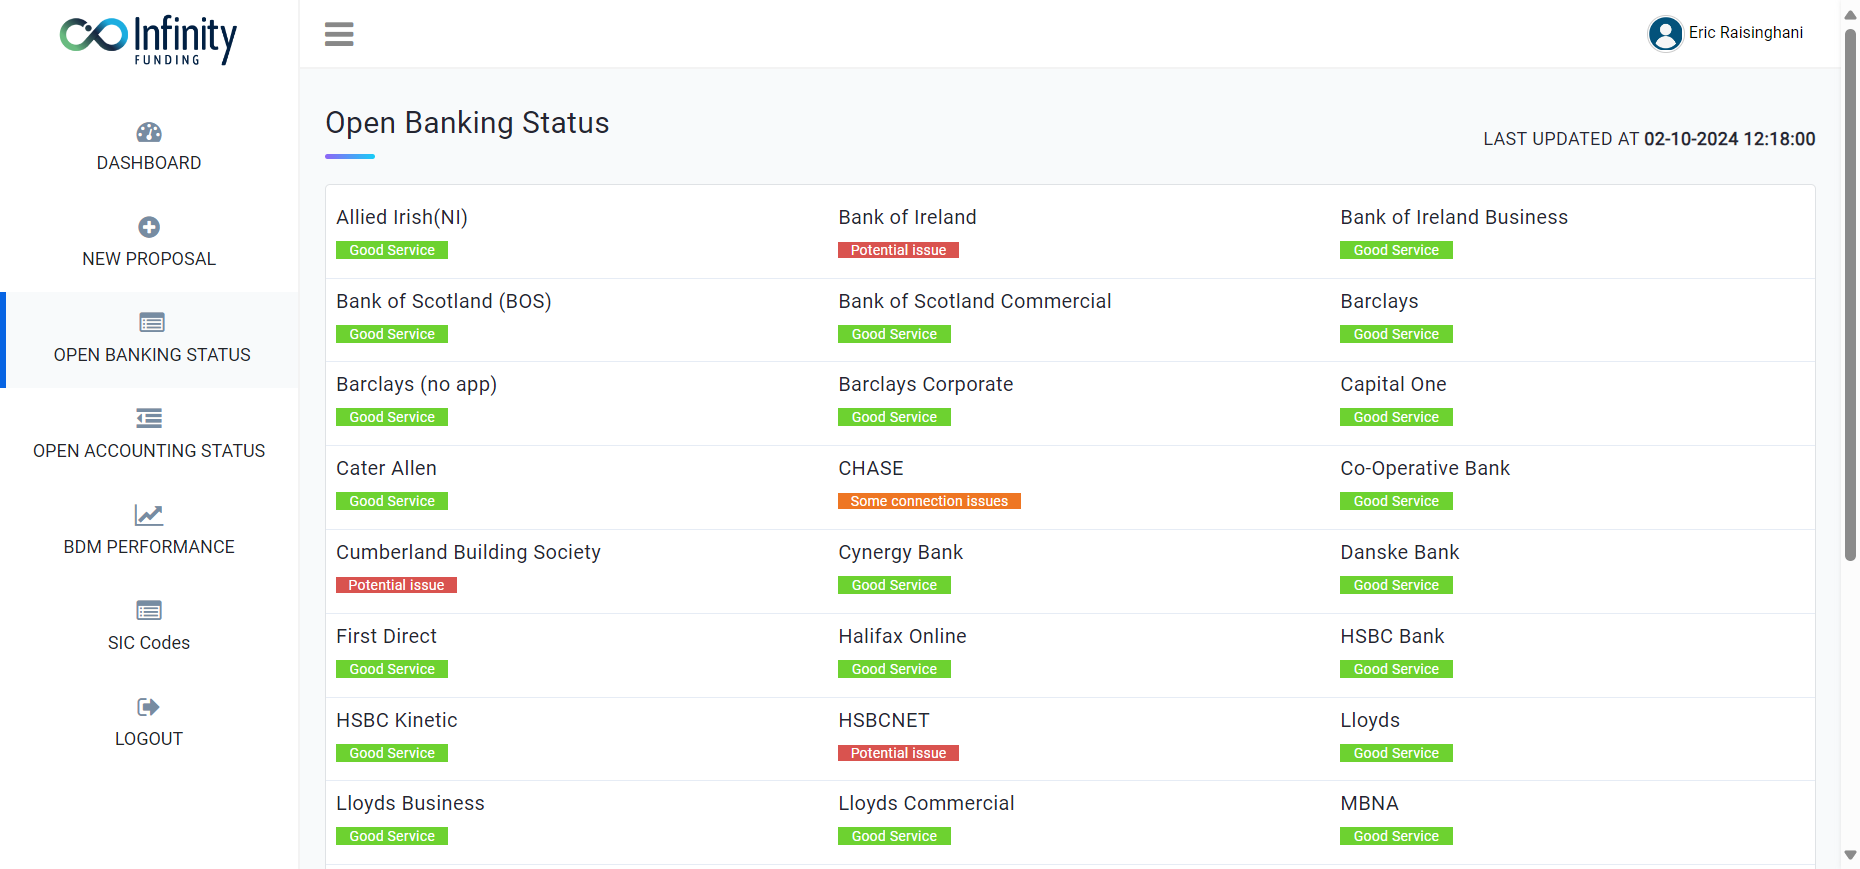 Infinity
FUNDING
Eric Raisinghani
DASHBOARD
NEW PROPOSAL
OPEN BANKING STATUS
OPEN ACCOUNTING STATUS
BDM PERFORMANCE
SIC Codes
LOGOUT
Open Banking Status
LAST UPDATED AT 02-10-2024 12:18:00
Allied Irish(NI)
Good Service
Bank of Ireland
Potential issue
Bank of Ireland Business
Good Service
Bank of Scotland (BOS)
Good Service
Bank of Scotland Commercial
Good Service
Barclays
Good Service
Barclays (no app)
Good Service
Barclays Corporate
Good Service
Capital One
Good Service
Cater Allen
Good Service
CHASE
Some connection issues
Co-Operative Bank
Good Service
Cumberland Building Society
Potential issue
Cynergy Bank
Good Service
Danske Bank
Good Service
First Direct
Good Service
Halifax Online
Good Service
HSBC Bank
Good Service
HSBC Kinetic
Good Service
HSBCNET
Potential issue
Lloyds
Good Service
Lloyds Business
Good Service
Lloyds Commercial
Good Service
MBNA
Good Service